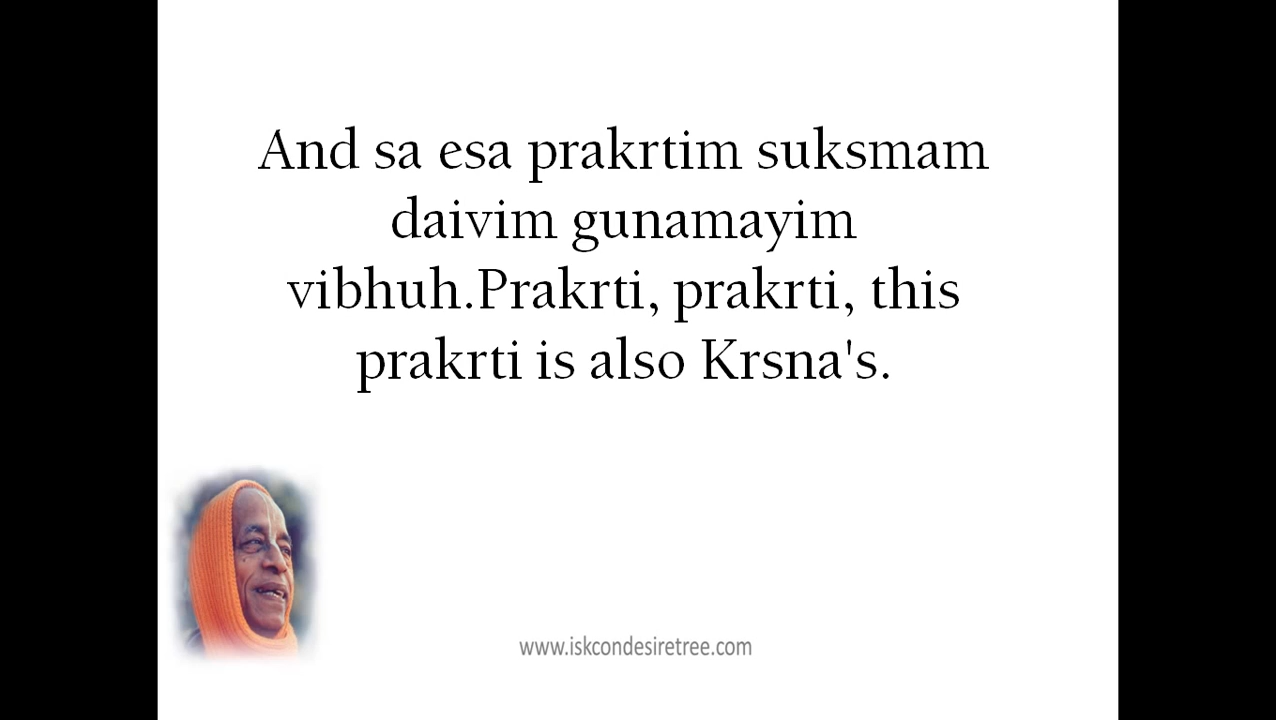 And sa esa prakrtim suksmam
daivim gunamayim
vibhuh.Prakrti, prakrti, this
prakrti is also Krsna's.
www.iskcondesiretree.com